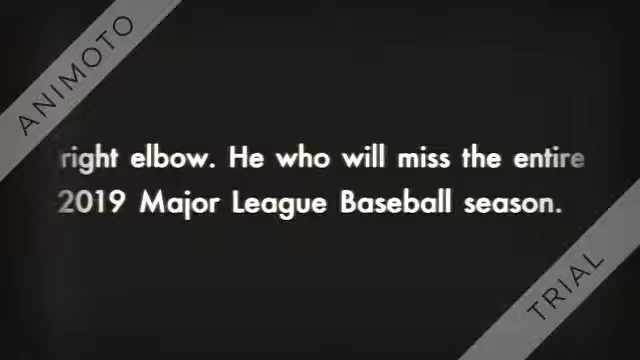 ANIMOTO
right elbow. He who will miss the entire
2019 Major League Baseball season.
TRIAL